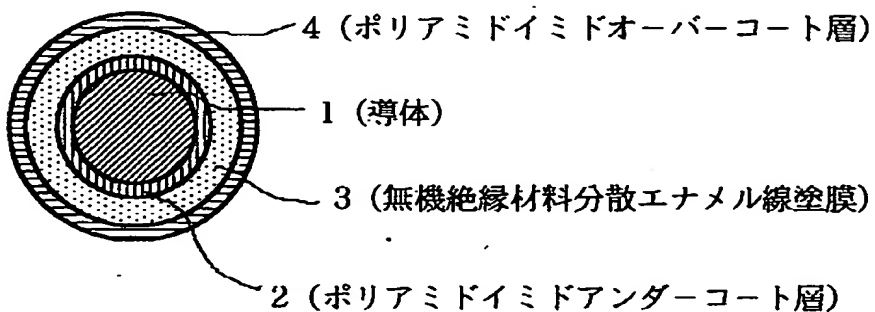 4 (ポリアミドイミドオーバーコート層)
1 (導体)
3 (無機絶縁材料分散エナメル線塗膜)
2 (ポリアミドイミドアンダーコート層)